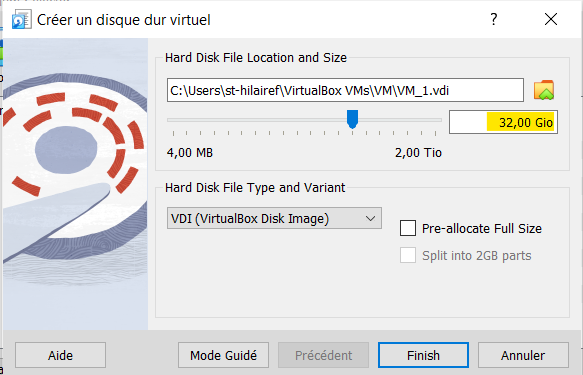 Créer un disque dur virtuel
?
Hard Disk File Location and Size
C:\Users\st-hilairef\VirtualBox VMs\VM\VM_1.vdi
32,00 Gio
4,00 MB 2,00 Tio
Hard Disk File Type and Variant
VDI (VirtualBox Disk Image)
Pre-allocate Full Size
Split into 2GB parts
Aide Mode Guidé Précédent Finish Annuler